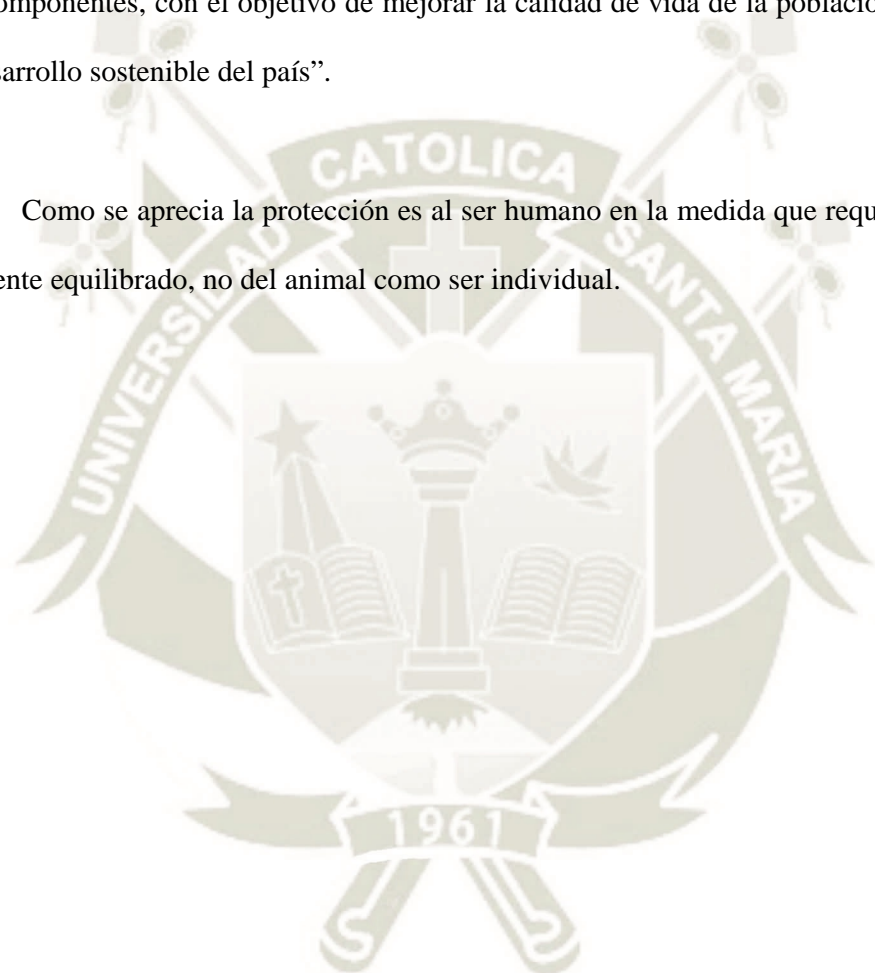 omponentes, con el objetivo de mejorar la calidad de vida de la població
sarrollo sostenible del país”.
Como se aprecia la protección es al ser humano en la medida que requ
ente equilibrado, no del animal como ser individual.
UNIVERSIDAD CATOLICA SANTA MARIA
1961